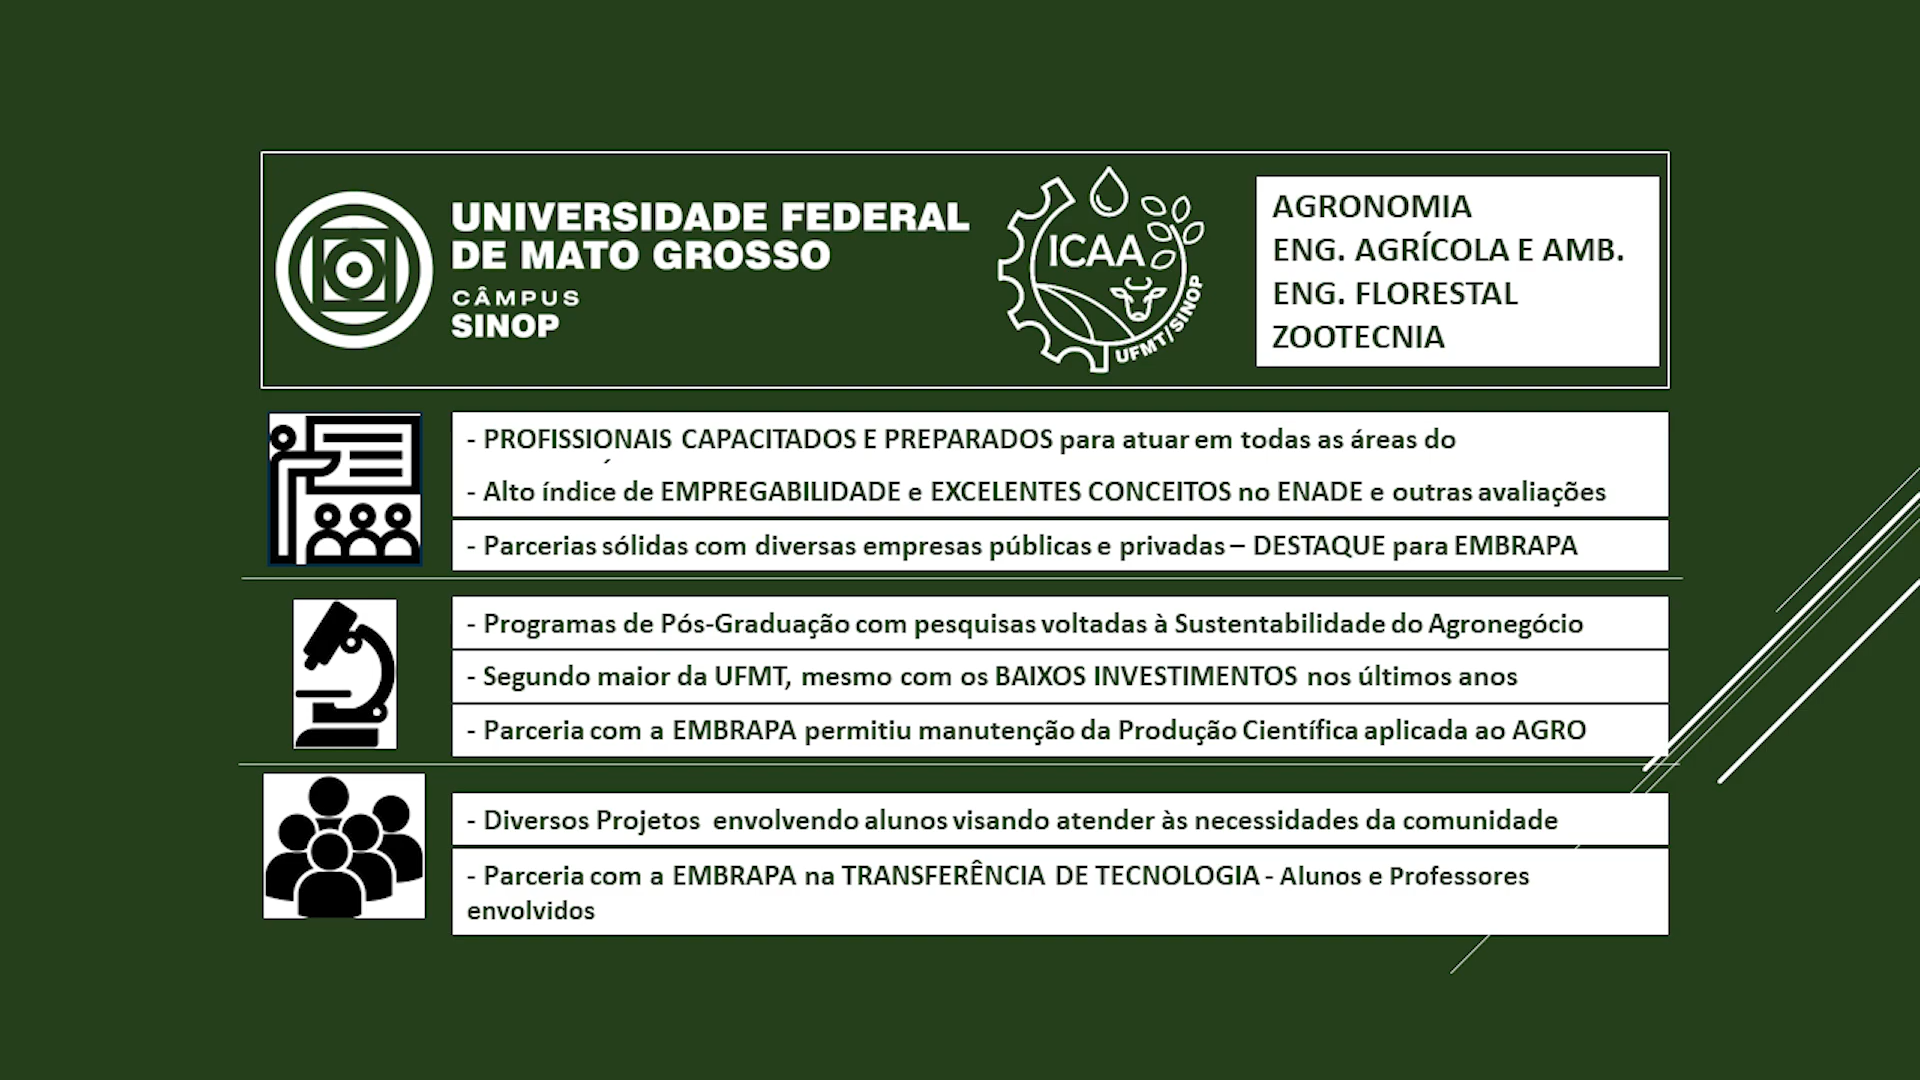 UNIVERSIDADE FEDERAL
DE MATO GROSSO
CÂMPUS
SINOP
ICAA
UFMT/SINOP
AGRONOMIA
ENG. AGRÍCOLA E AMB.
ENG. FLORESTAL
ZOOTECNIA
- PROFISSIONAIS CAPACITADOS E PREPARADOS para atuar em todas as áreas do
- Alto índice de EMPREGABILIDADE e EXCELENTES CONCEITOS no ENADE e outras avaliações
- Parcerias sólidas com diversas empresas públicas e privadas – DESTAQUE para EMBRAPA
- Programas de Pós-Graduação com pesquisas voltadas à Sustentabilidade do Agronegócio
- Segundo maior da UFMT, mesmo com os BAIXOS INVESTIMENTOS nos últimos anos
- Parceria com a EMBRAPA permitiu manutenção da Produção Científica aplicada ao AGRO
- Diversos Projetos envolvendo alunos visando atender às necessidades da comunidade
- Parceria com a EMBRAPA na TRANSFERÊNCIA DE TECNOLOGIA - Alunos e Professores
envolvidos